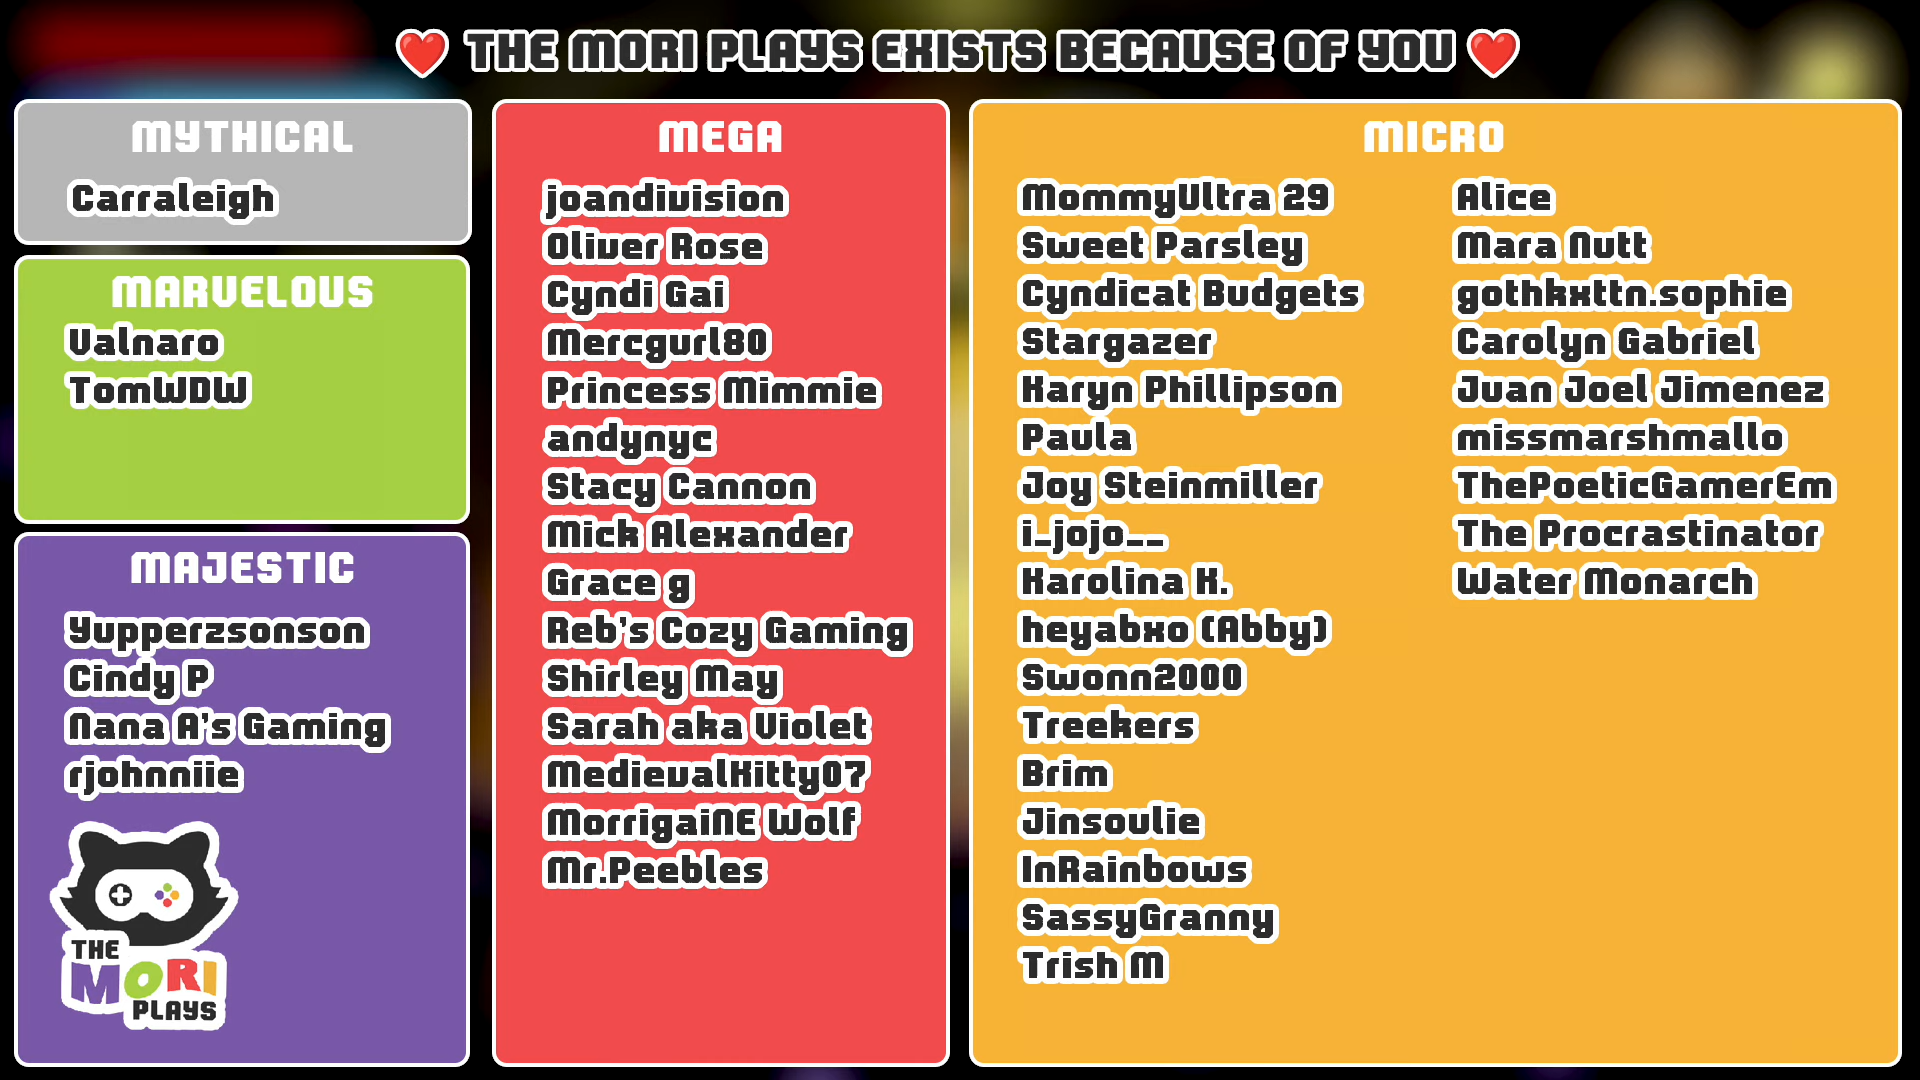 ❤️ THE MORI PLAYS EXISTS BECAUSE OF YOU ❤️
MYTHICAL
Carraleigh
MARVELOUS
Valnaro
TomWDW
MAJESTIC
Yupperzsonson
Cindy P
Nana A's Gaming
rjohnniie
THE
MORI
PLAYS
MEGA
joandivision
Oliver Rose
Cyndi Gai
Mercgurl80
Princess Mimmie
andynyc
Stacy Cannon
Mick Alexander
Grace g
Reb's Cozy Gaming
Shirley May
Sarah aka Violet
MedievalKitty07
MorrigaiNE Wolf
Mr.Peebles
MICRO
MommyUltra 29
Sweet Parsley
Cyndicat Budgets
Stargazer
Karyn Phillipson
Paula
Joy Steinmiller
i_jojo__
Karolina K.
heyabxo (Abby)
Swonn2000
Treekers
Brim
Jinsoulie
InRainbows
SassyGranny
Trish M
Alice
Mara Nutt
gothkxttn.sophie
Carolyn Gabriel
Juan Joel Jimenez
missmarshmallo
ThePoeticGamerEm
The Procrastinator
Water Monarch